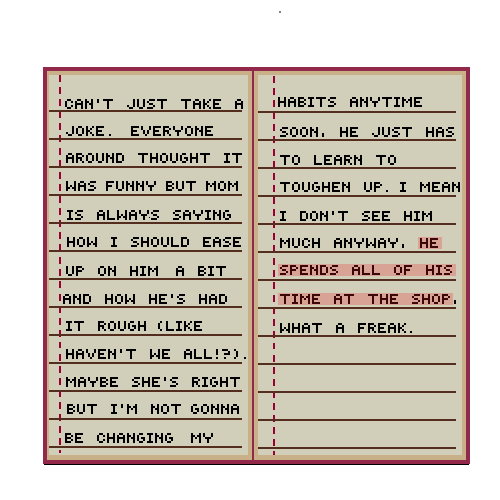 CAN'T JUST TAKE A
JOKE. EVERYONE
AROUND THOUGHT IT
WAS FUNNY BUT MOM
IS ALWAYS SAYING
HOW I SHOULD EASE
UP ON HIM A BIT
AND HOW HE'S HAD
IT ROUGH (LIKE
HAVEN'T WE ALL!?).
MAYBE SHE'S RIGHT
BUT I'M NOT GONNA
BE CHANGING MY
HABITS ANYTIME
SOON. HE JUST HAS
TO LEARN TO
TOUGHEN UP. I MEAN
I DON'T SEE HIM
MUCH ANYWAY. HE
SPENDS ALL OF HIS
TIME AT THE SHOP.
WHAT A FREAK.